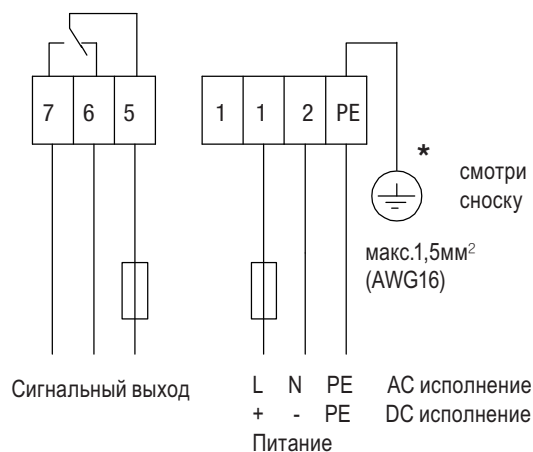 7 6 5 1 1 2 PE
*
смотри
сноску
макс.1,5мм²
(AWG16)
Сигнальный выход
L N PE AC исполнение
+ - PE DC исполнение
Питание